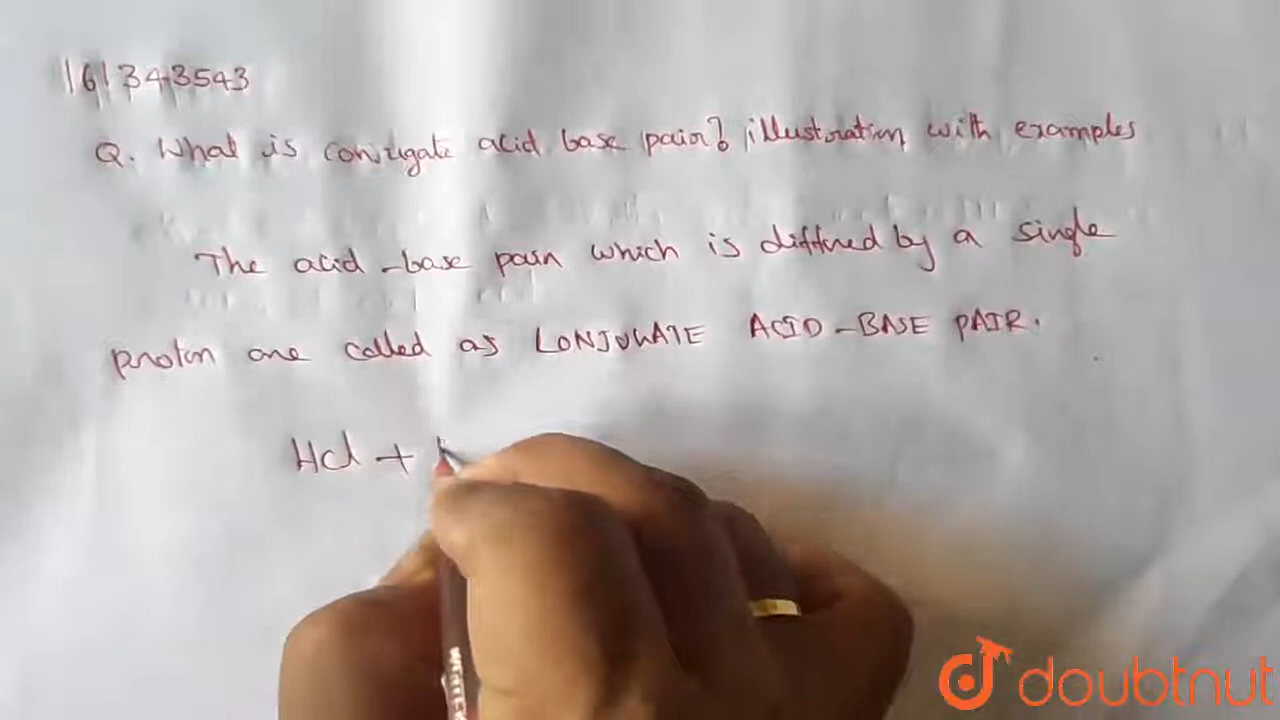 161343543
Q. What is conjugate acid base pair? illustration with examples
The acid-base pair which is differed by a single
proton are called as CONJUGATE ACID-BASE PAIR.
HCl +
doubtnut